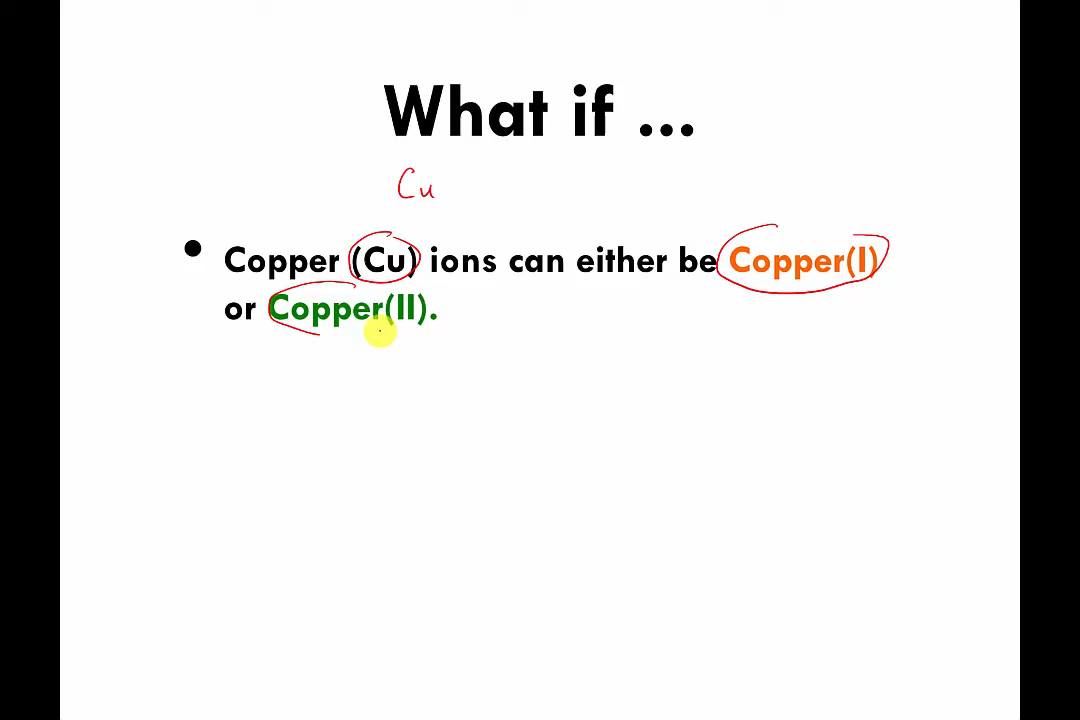 What if ...
Cu
• Copper (Cu) ions can either be Copper(I)
or Copper(II).